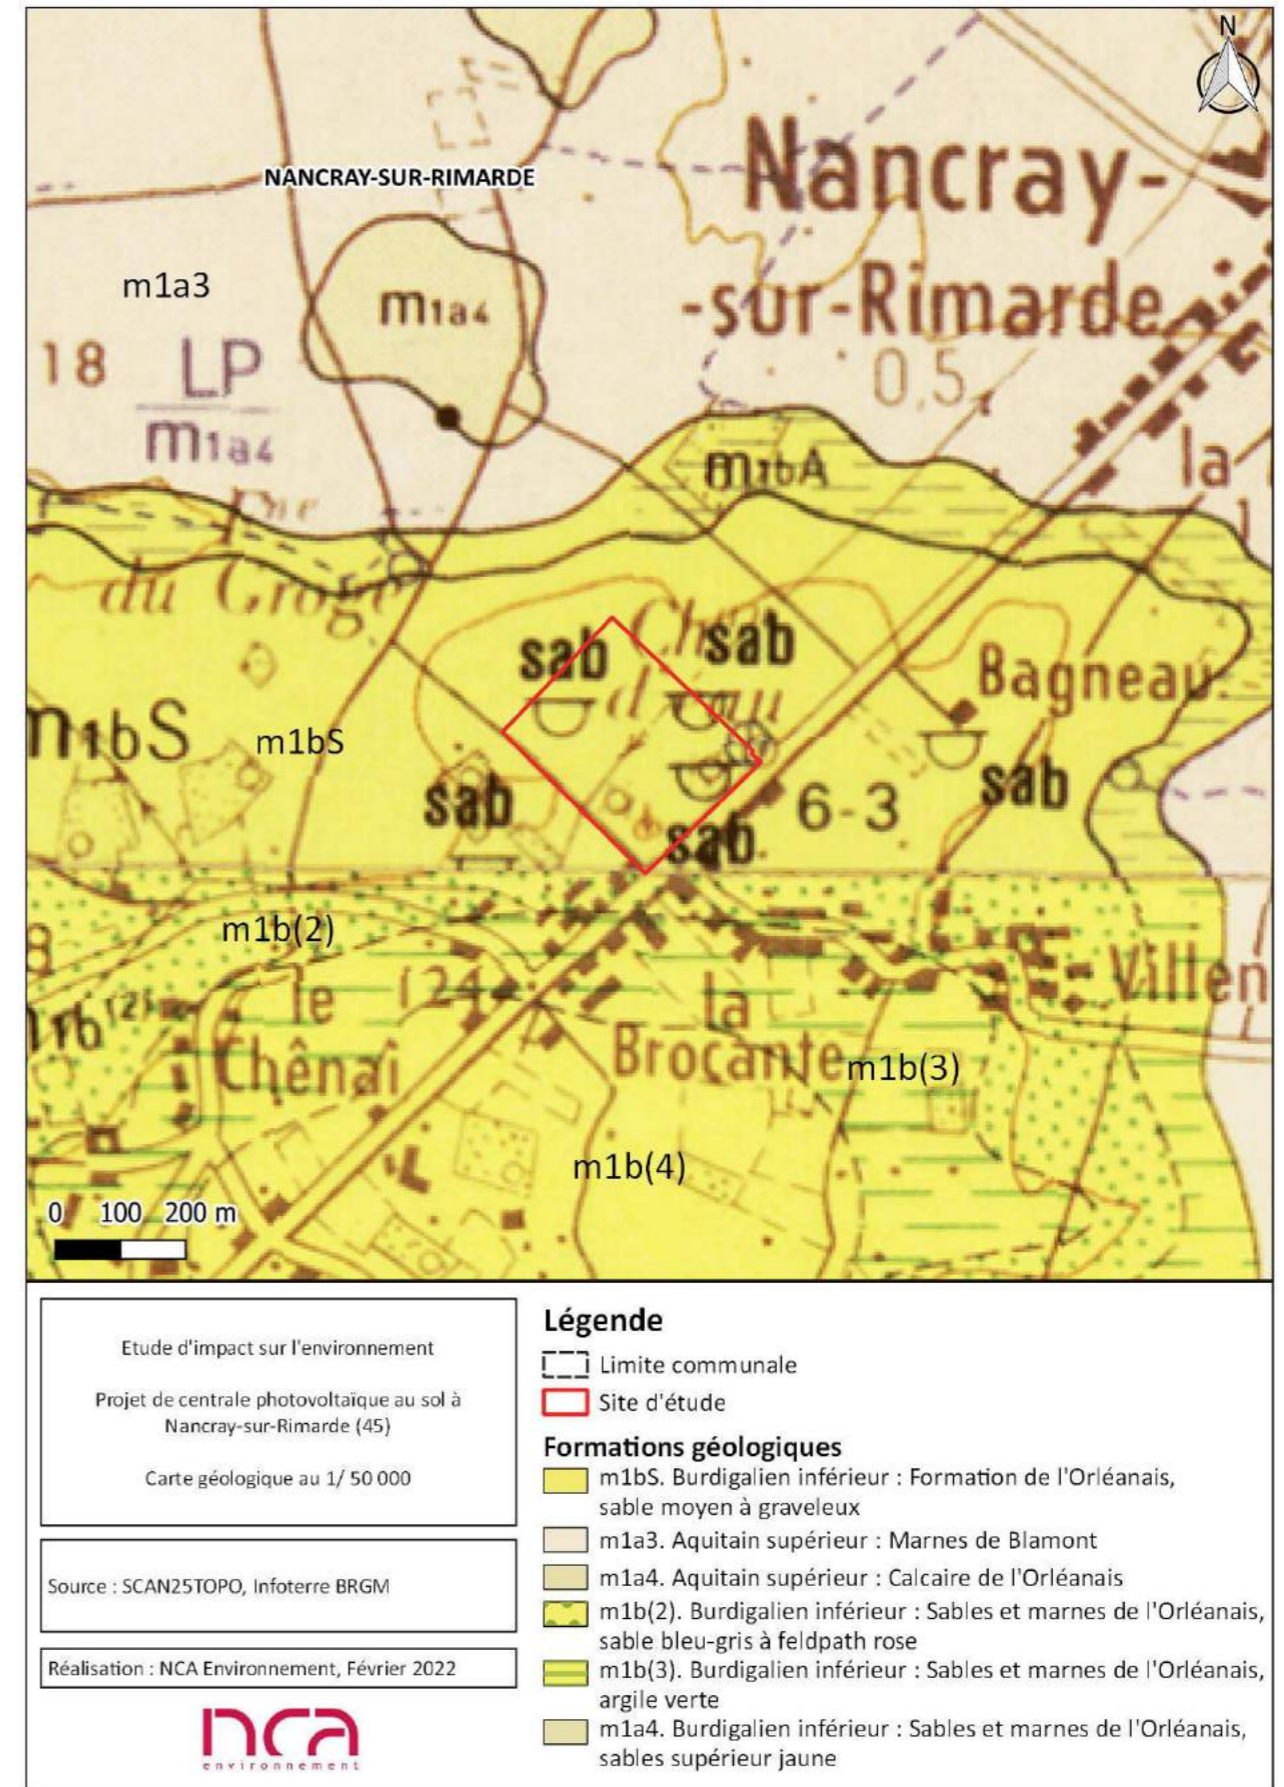 N
Nancray-
NANCRAY-SUR-RIMARDE
m1a3
m1a4
-sur-Rimarde
18
LP
m1a4
0,5
la
m1bA
du Groge
sab
Chau
sab
d'eau
Bagneau
m1bS
m1bS
sab
6-3
sab
sab
m1b(2)
8
le
124
la
Villen
Chênai
Brocante
m1b(3)
m1b(4)
0 100 200 m
Etude d'impact sur l'environnement
Projet de centrale photovoltaïque au sol à
Nancray-sur-Rimarde (45)
Carte géologique au 1/ 50 000
Source : SCAN25TOPO, Infoterre BRGM
Réalisation : NCA Environnement, Février 2022
nca
environnement
Légende
Limite communale
Site d'étude
Formations géologiques
m1bS. Burdigalien inférieur : Formation de l'Orléanais,
sable moyen à graveleux
m1a3. Aquitain supérieur : Marnes de Blamont
m1a4. Aquitain supérieur : Calcaire de l'Orléanais
m1b(2). Burdigalien inférieur : Sables et marnes de l'Orléanais,
sable bleu-gris à feldpath rose
m1b(3). Burdigalien inférieur : Sables et marnes de l'Orléanais,
argile verte
m1a4. Burdigalien inférieur : Sables et marnes de l'Orléanais,
sables supérieur jaune